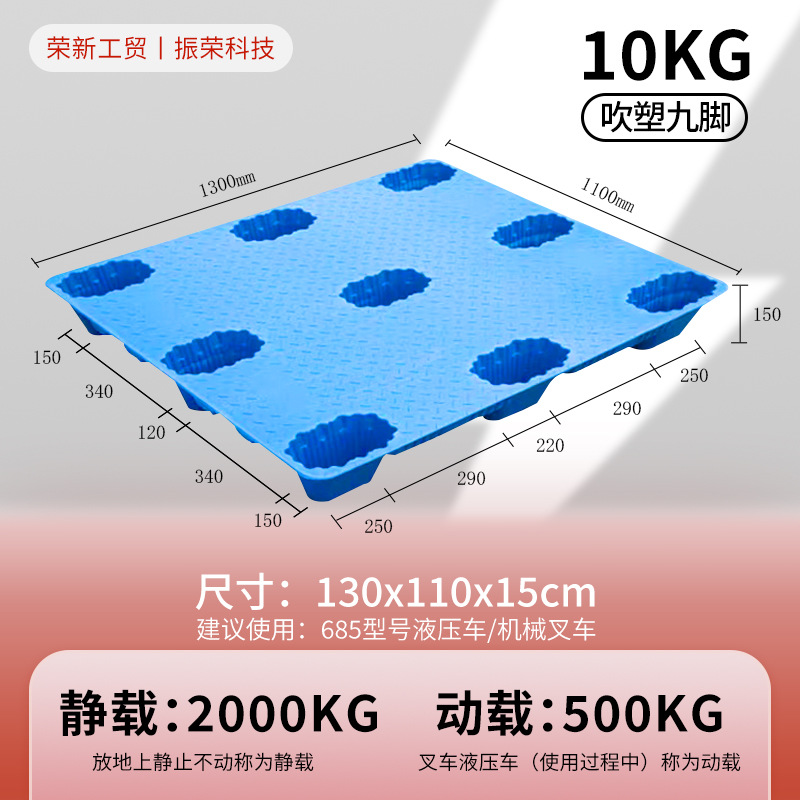 荣新工贸丨振荣科技
10KG
吹塑九脚
1300mm
1100mm
150
150
340
120
340
150
250
290
220
290
250
尺寸：130x110x15cm
建议使用：685型号液压车/机械叉车
静载:2000KG
放地上静止不动称为静载
动载:500KG
叉车液压车（使用过程中）称为动载